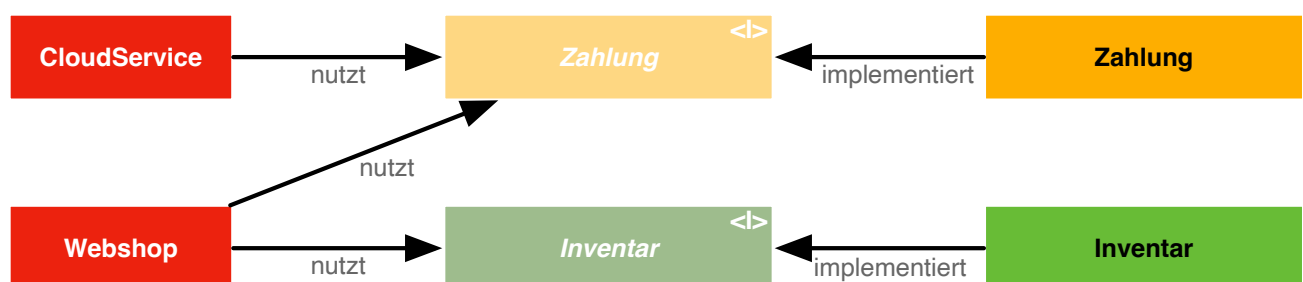 <I>
CloudService
Zahlung
Zahlung
nutzt
implementiert
nutzt
<I>
Webshop
Inventar
Inventar
nutzt
implementiert